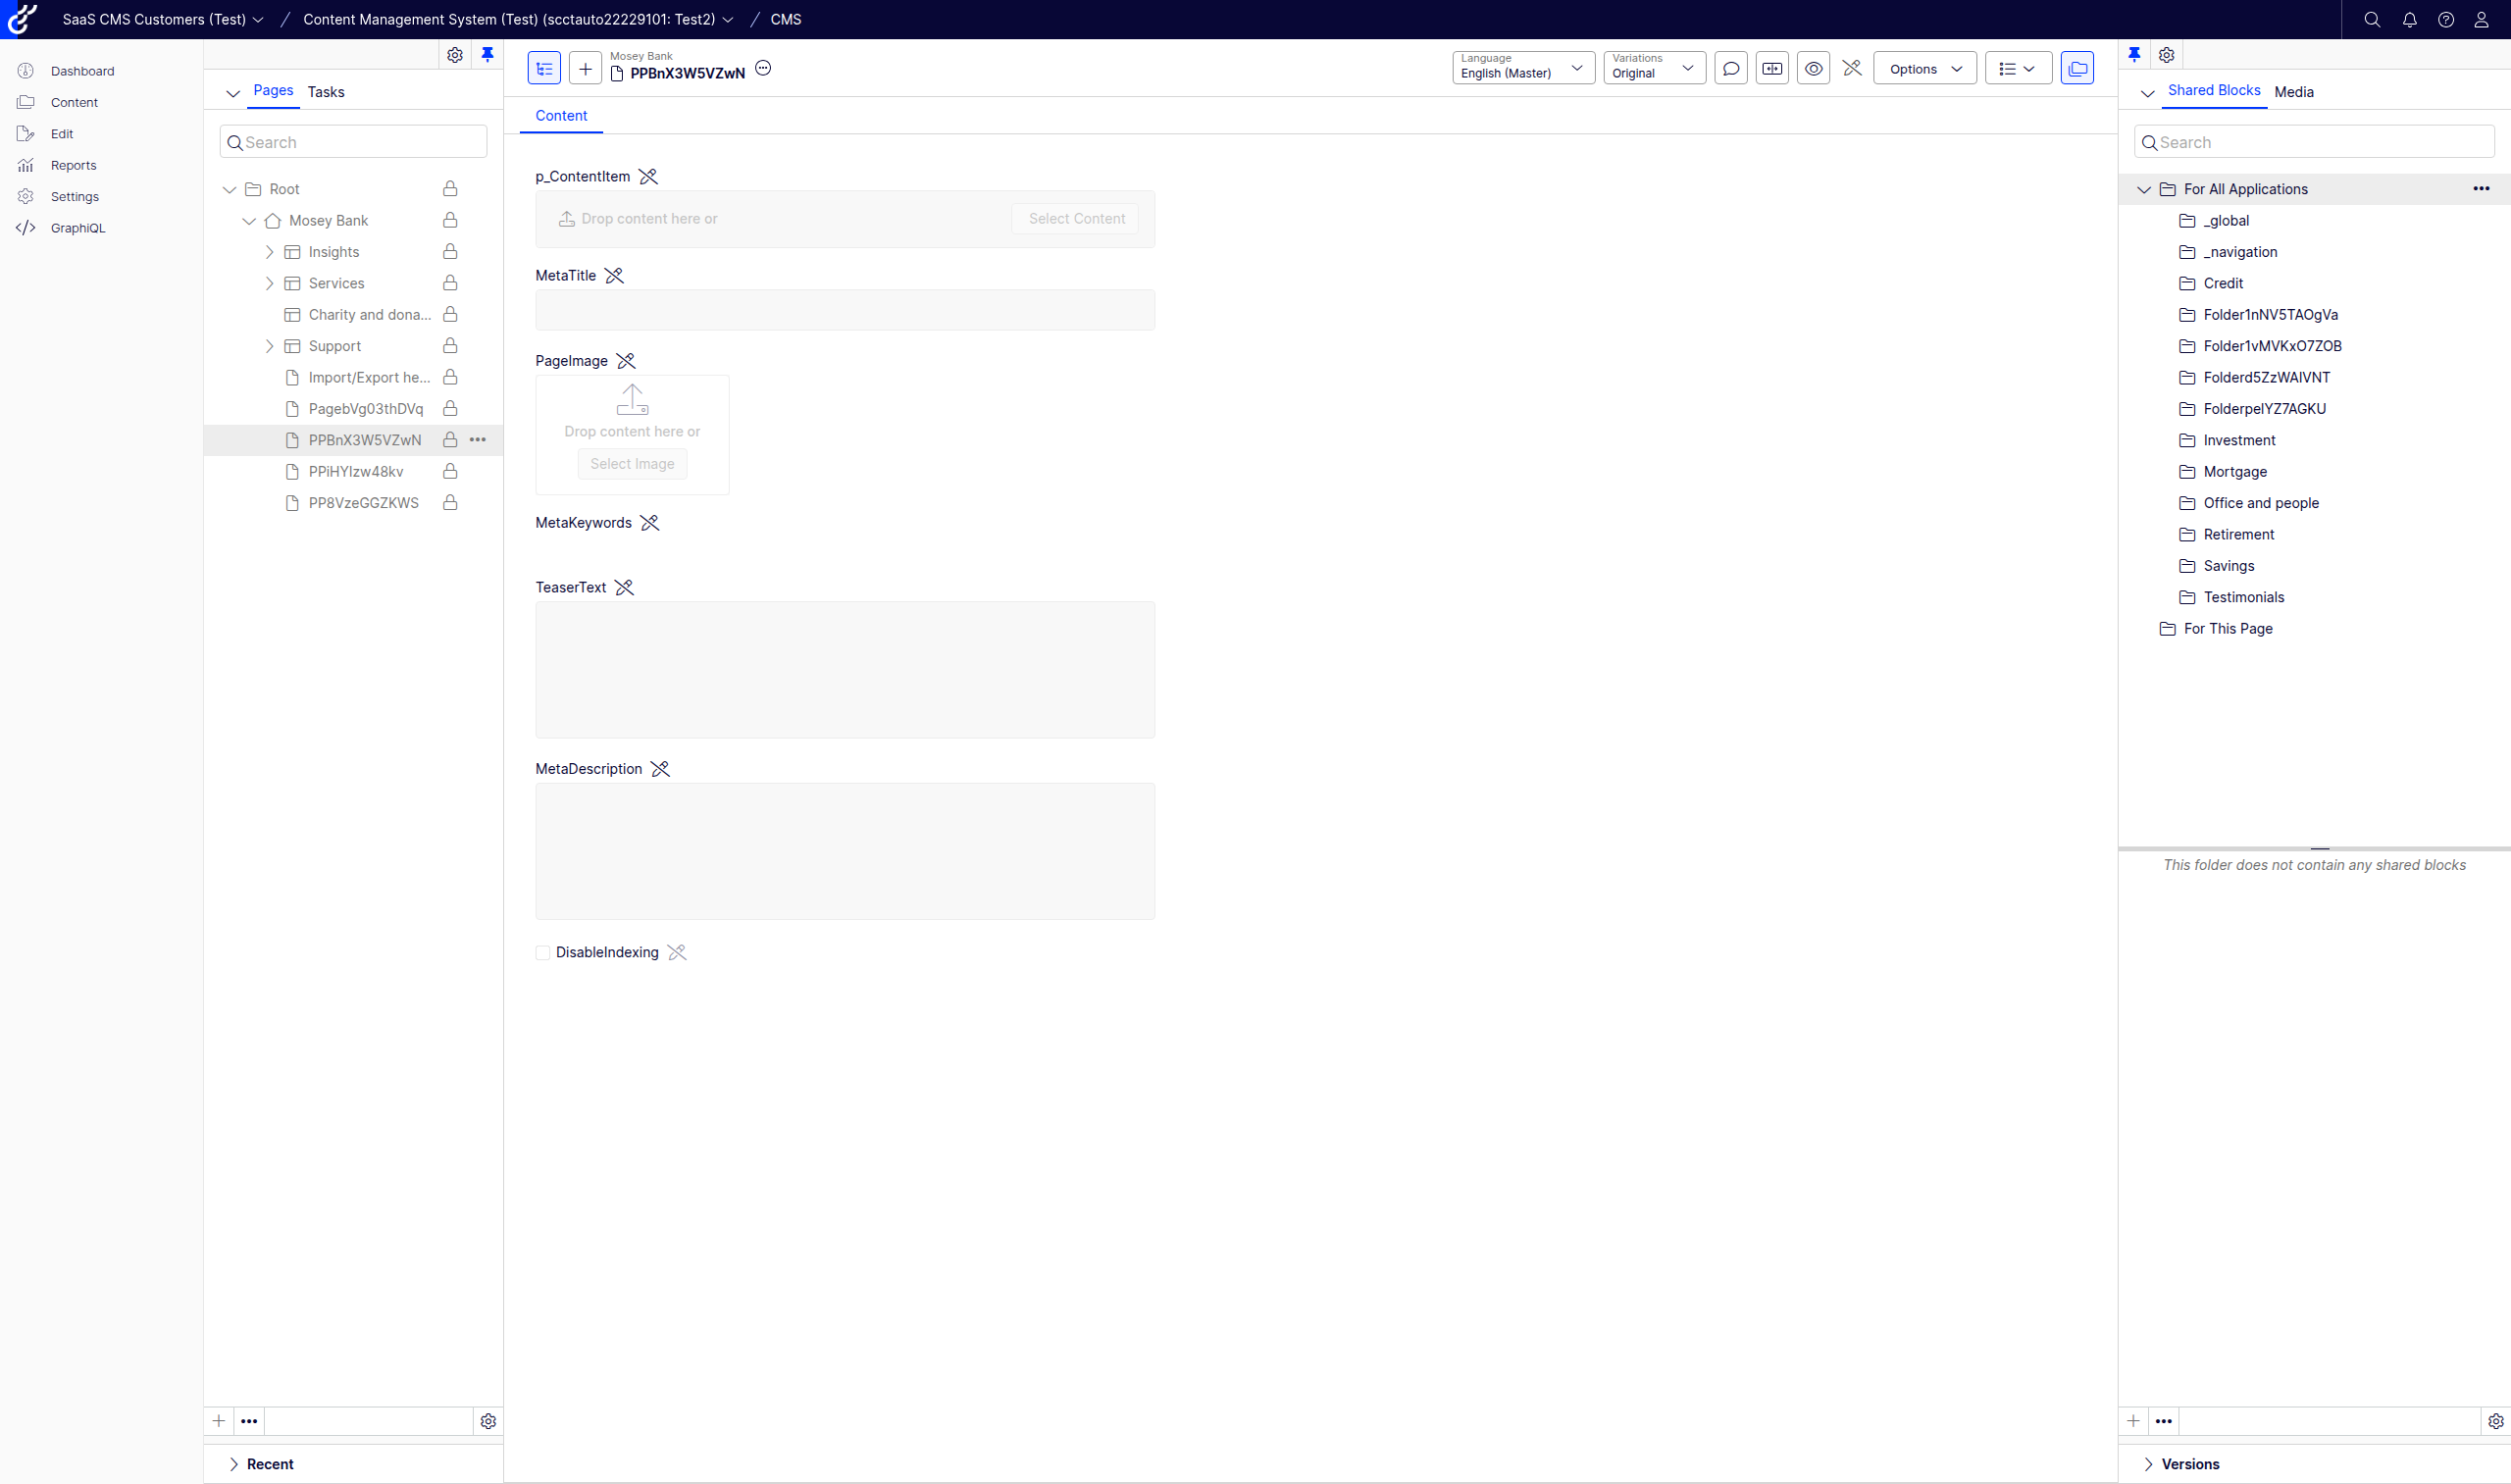 SaaS CMS Customers (Test) / Content Management System (Test) (scctauto22229101: Test2) / CMS
Dashboard
Content
Edit
Reports
Settings
GraphiQL
Pages Tasks
Search
Root
Mosey Bank
Insights
Services
Charity and dona...
Support
Import/Export he...
PagebVg03thDVq
PPBnX3W5VZwN
PPiHYIzw48kv
PP8VzeGGZKWS
Recent
Mosey Bank
PPBnX3W5VZwN
Language
English (Master)
Variations
Original
Options
Content
p_ContentItem
Drop content here or
Select Content
MetaTitle
PageImage
Drop content here or
Select Image
MetaKeywords
TeaserText
MetaDescription
DisableIndexing
Shared Blocks Media
Search
For All Applications
_global
_navigation
Credit
Folder1nNV5TAOgVa
Folder1vMVKxO7ZOB
Folderd5ZzWAIVNT
FolderpelYZ7AGKU
Investment
Mortgage
Office and people
Retirement
Savings
Testimonials
For This Page
This folder does not contain any shared blocks
Versions